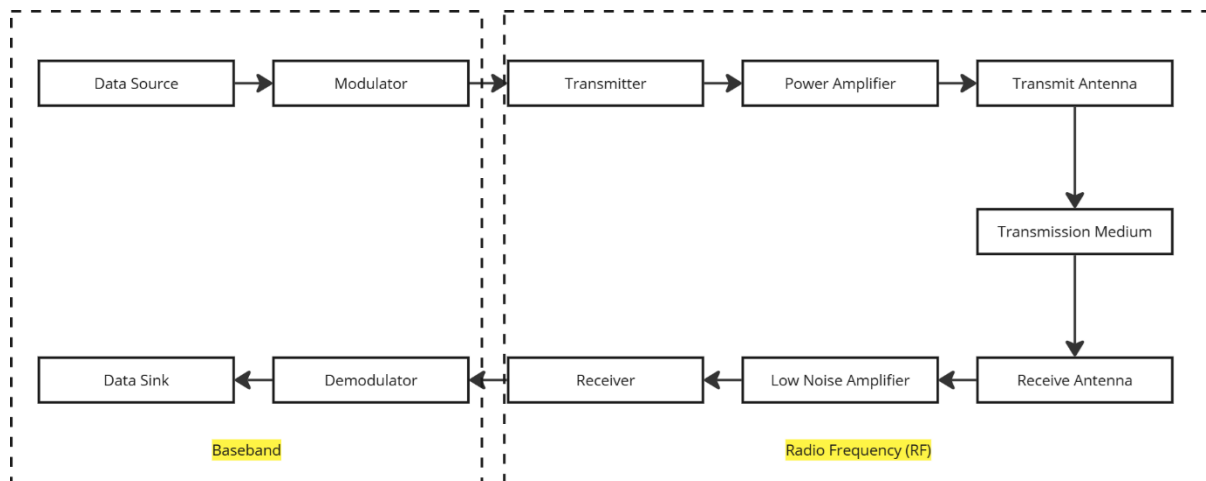 Data Source
Modulator
Transmitter
Power Amplifier
Transmit Antenna
Transmission Medium
Data Sink
Demodulator
Receiver
Low Noise Amplifier
Receive Antenna
Baseband
Radio Frequency (RF)